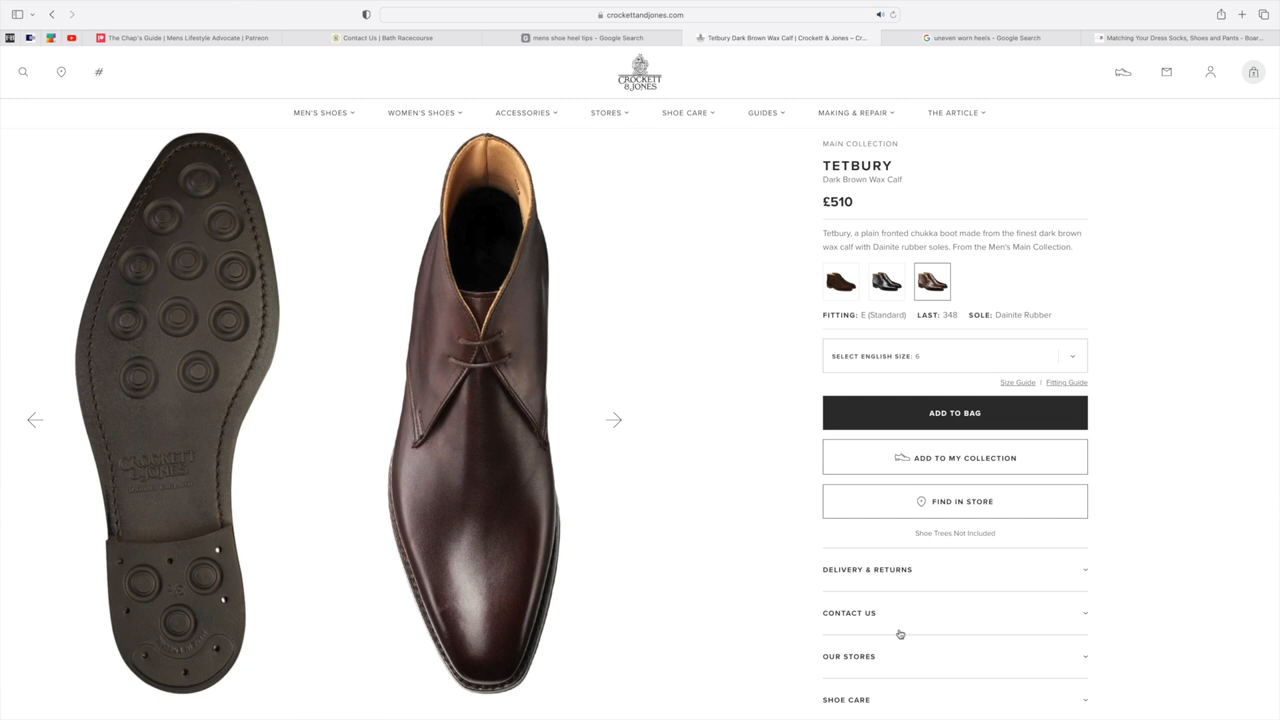 crockettandjones.com
The Chap's Guide | Mens Lifestyle Advocate | Patreon
Contact Us | Bath Racecourse
mens shoe heel tips - Google Search
Tetbury Dark Brown Wax Calf | Crockett & Jones – Cr...
uneven worn heels - Google Search
Matching Your Dress Socks, Shoes and Pants - Boar...
CROCKETT
& JONES
MEN'S SHOES
WOMEN'S SHOES
ACCESSORIES
STORES
SHOE CARE
GUIDES
MAKING & REPAIR
THE ARTICLE
MAIN COLLECTION
TETBURY
Dark Brown Wax Calf
£510
Tetbury, a plain fronted chukka boot made from the finest dark brown
wax calf with Dainite rubber soles. From the Men's Main Collection.
FITTING: E (Standard) LAST: 348 SOLE: Dainite Rubber
SELECT ENGLISH SIZE: 6
Size Guide | Fitting Guide
ADD TO BAG
ADD TO MY COLLECTION
FIND IN STORE
Shoe Trees Not Included
DELIVERY & RETURNS
CONTACT US
OUR STORES
SHOE CARE
CROCKETT
& JONES